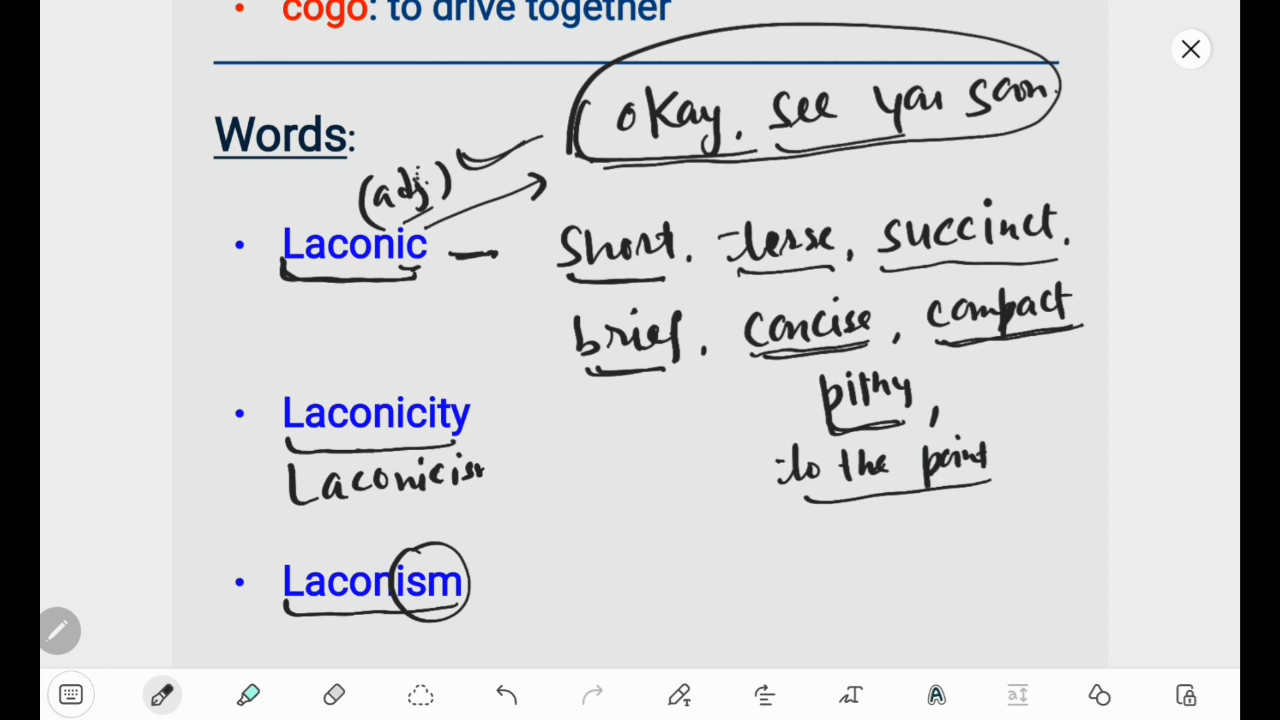 • cogo: to drive together
okay. see you soon.
Words:
(adj.)
• Laconic — Short. terse, succinct.
brief. concise, compact
pithy,
• Laconicity
to the point
Laconicism
• Laconism